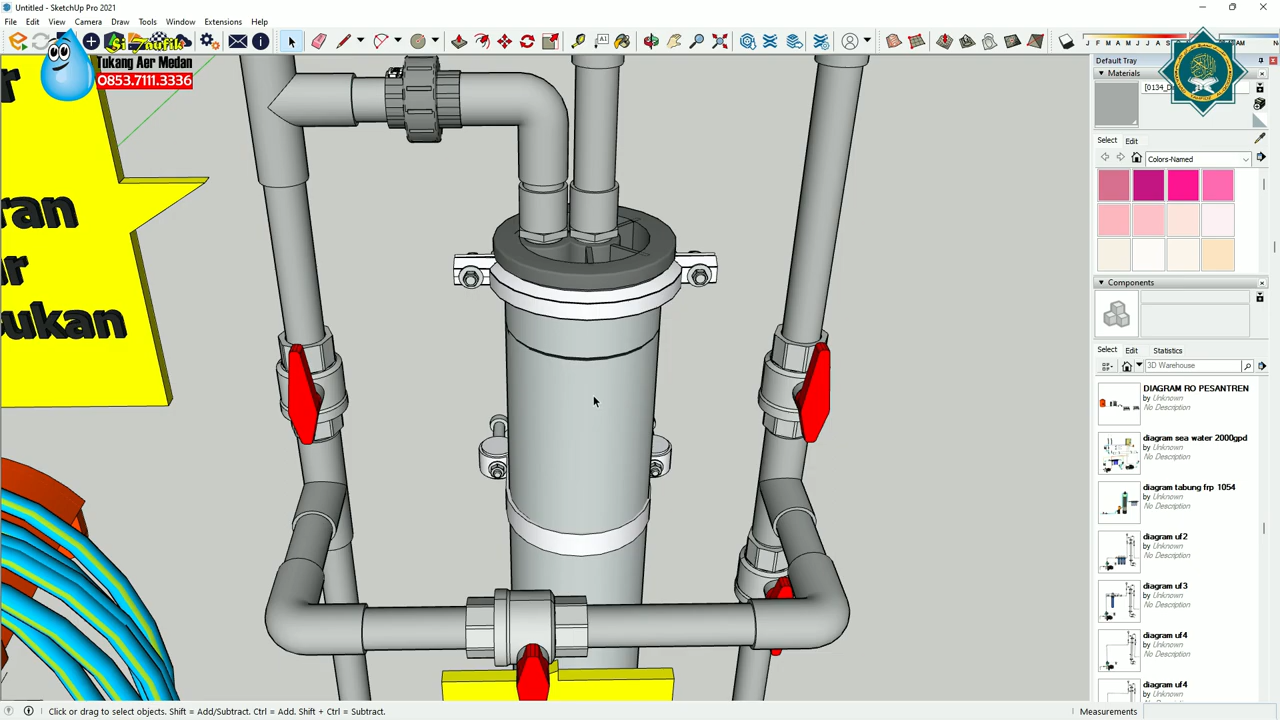 Untitled - SketchUp Pro 2021
File Edit View Camera Draw Tools Window Extensions Help
Si Taufik
Tukang Aer Medan
0853.7111.3336
J F M A M J J A S O N D
AM
Default Tray
Materials
[0134_D
Select Edit
Colors-Named
Components
Select Edit Statistics
3D Warehouse
DIAGRAM RO PESANTREN
by Unknown
No Description
diagram sea water 2000gpd
by Unknown
No Description
diagram tabung frp 1054
by Unknown
No Description
diagram uf2
by Unknown
No Description
diagram uf3
by Unknown
No Description
diagram uf4
by Unknown
No Description
diagram uf4
by Unknown
ran
r
ukan
Click or drag to select objects. Shift = Add/Subtract. Ctrl = Add. Shift + Ctrl = Subtract.
Measurements